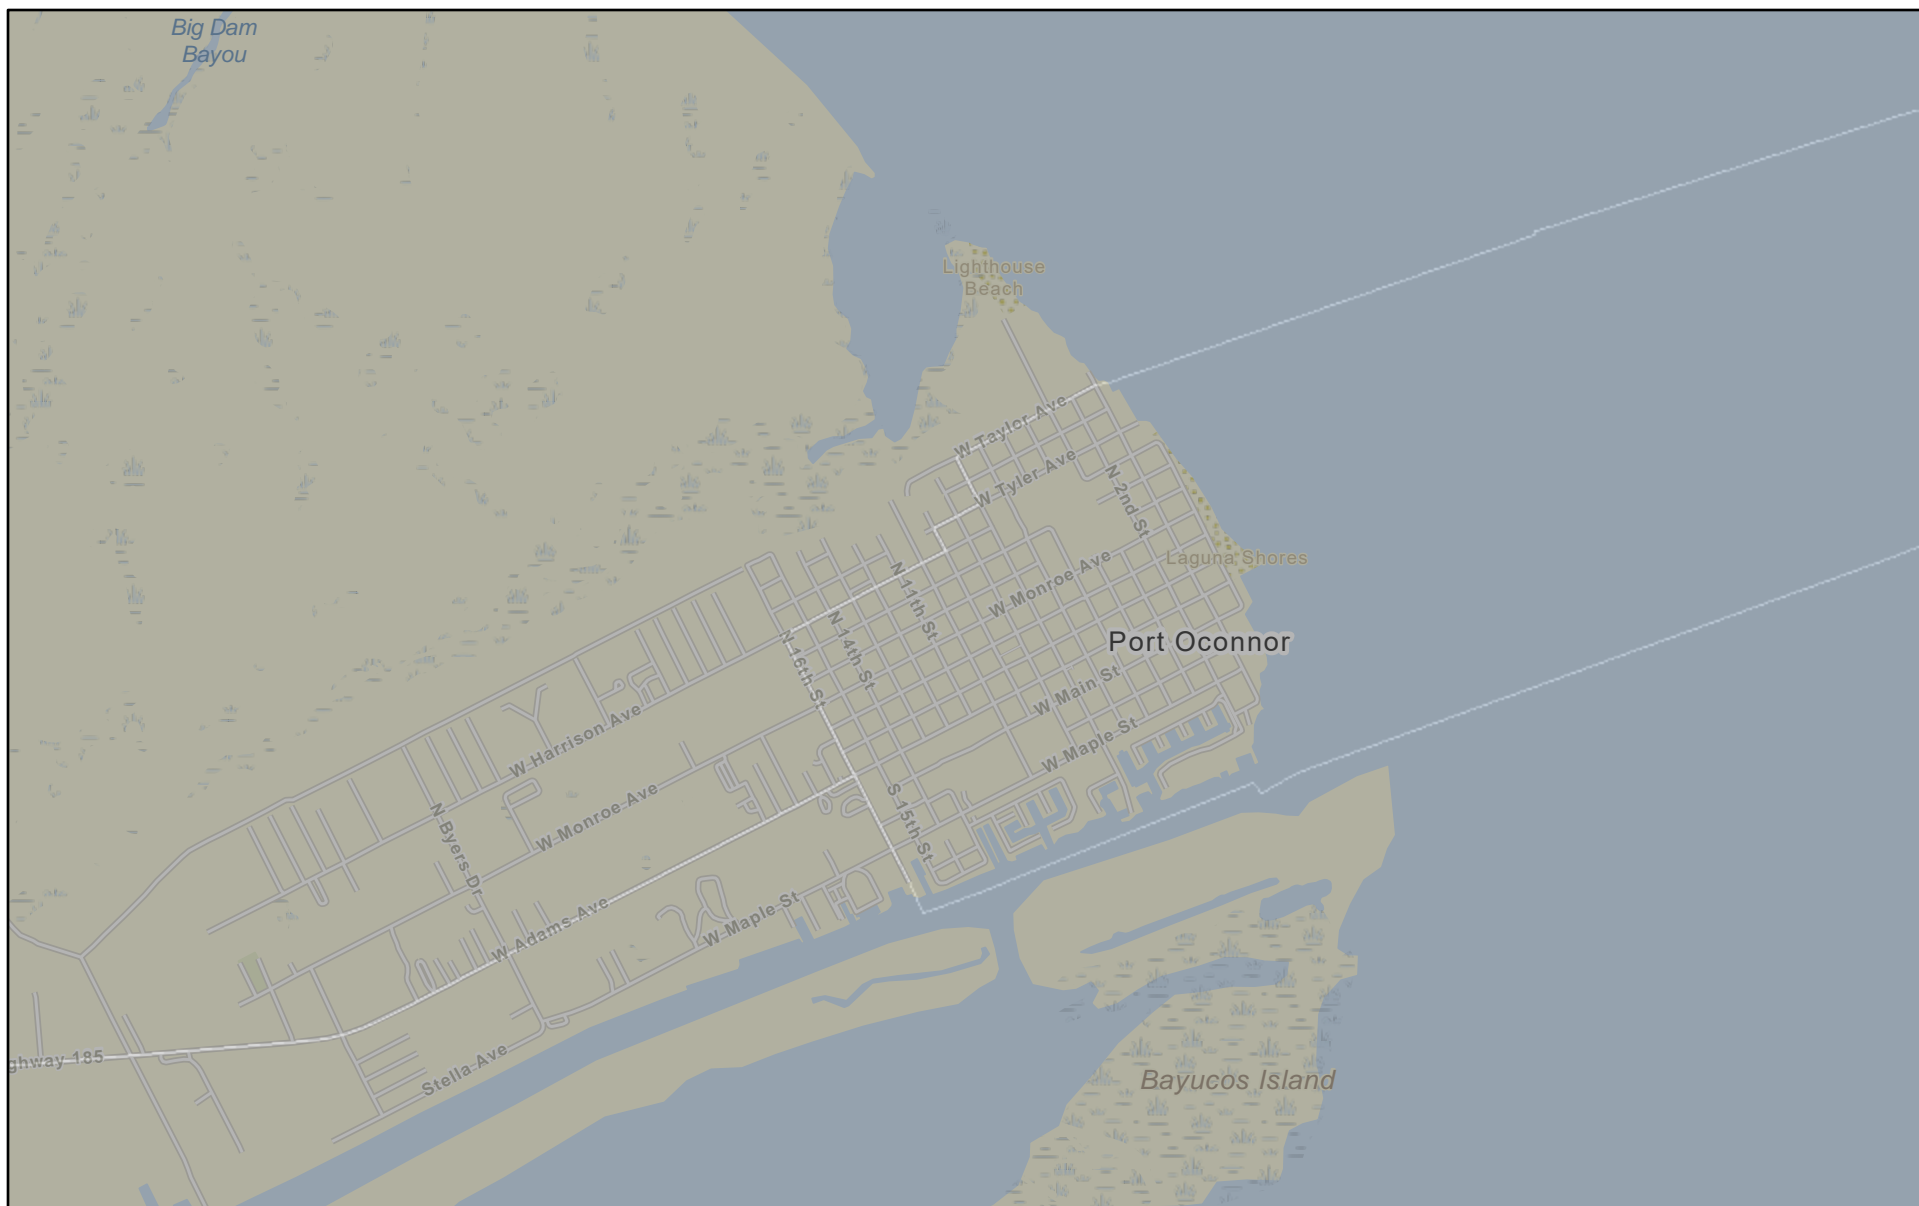 Big Dam
Bayou
Lighthouse
Beach
W Taylor Ave
W Tyler Ave
N 2nd St
Laguna Shores
N 11th St
W Monroe Ave
N 14th St
N 16th St
Port Oconnor
W Main St
W Harrison Ave
W Maple St
N Byers Dr
W Monroe Ave
S 15th St
W Adams Ave
W Maple St
ghway 185
Stella Ave
Bayucos Island